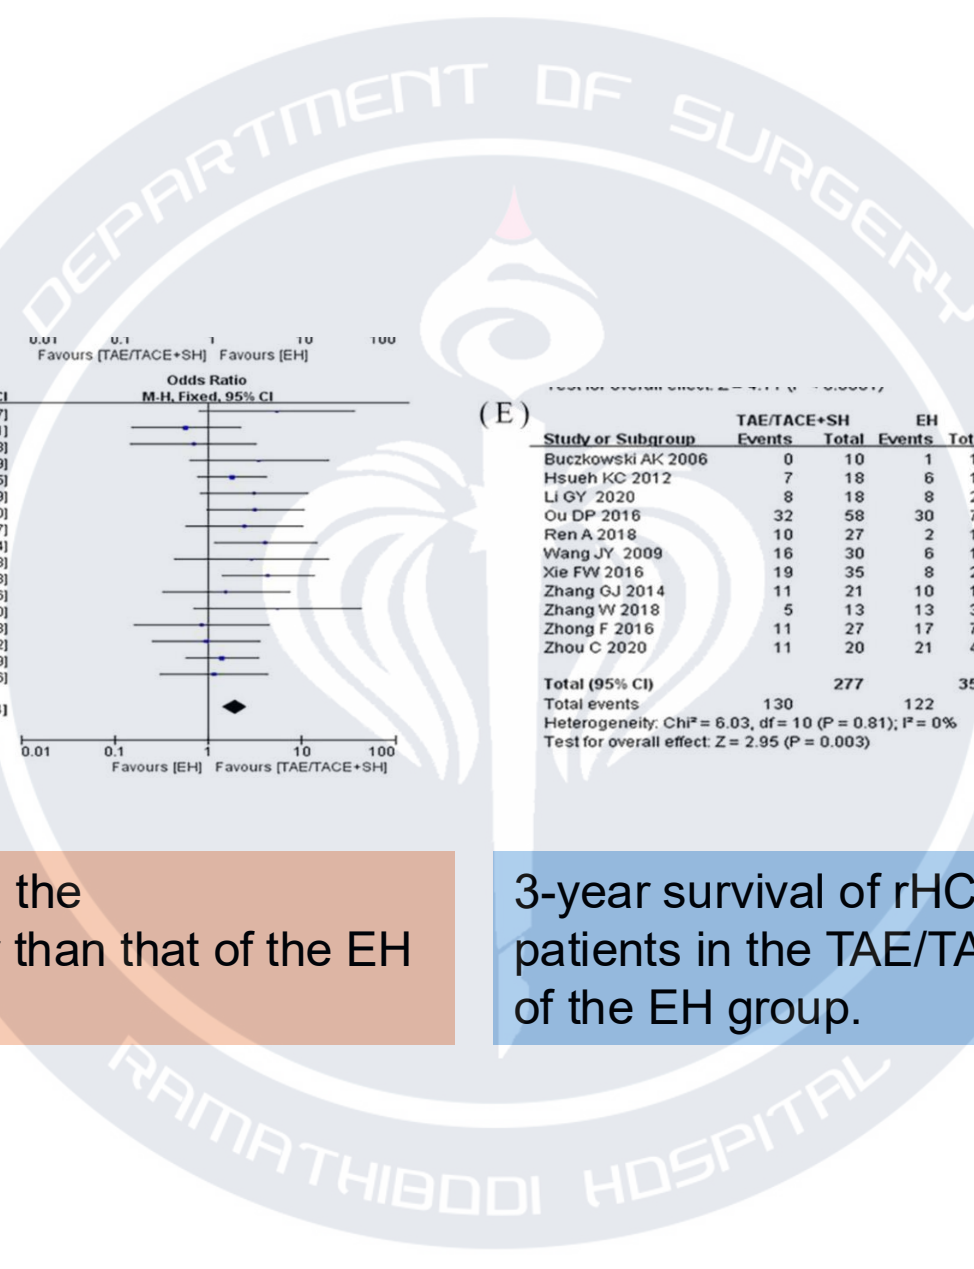 DEPARTMENT OF SURGERY
0.01 0.1 1 10 100
Favours [TAE/TACE+SH] Favours [EH]
Odds Ratio
M-H, Fixed, 95% CI
0.01 0.1 1 10 100
Favours [EH] Favours [TAE/TACE+SH]
(E)
TAE/TACE+SH EH
Study or Subgroup Events Total Events
Buczkowski AK 2006 0 10 1
Hsueh KC 2012 7 18 6
Li GY 2020 8 18 8
Ou DP 2016 32 58 30
Ren A 2018 10 27 2
Wang JY 2009 16 30 6
Xie FW 2016 19 35 8
Zhang GJ 2014 11 21 10
Zhang W 2018 5 13 13
Zhong F 2016 11 27 17
Zhou C 2020 11 20 21
Total (95% CI) 277
Total events 130 122
Heterogeneity: Chi² = 6.03, df = 10 (P = 0.81); I² = 0%
Test for overall effect: Z = 2.95 (P = 0.003)
the
than that of the EH
3-year survival of rHC
patients in the TAE/TA
of the EH group.
RAMATHIBODI HOSPITAL